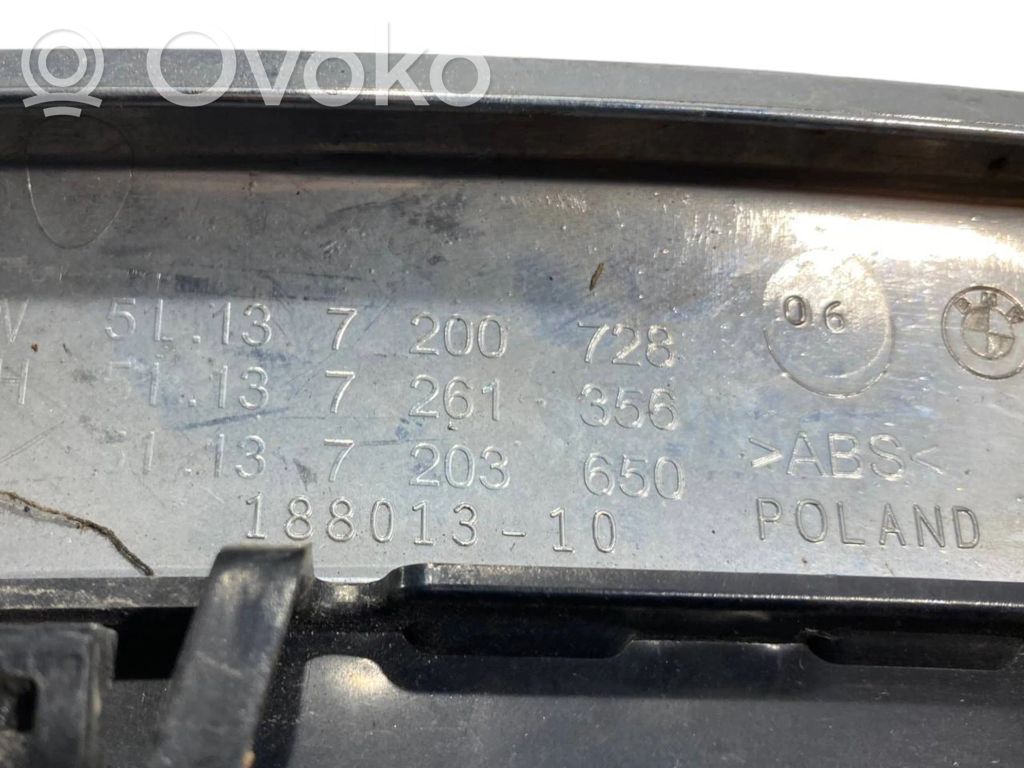 Ovoko
51.13 7 200 728
51.13 7 261 356
51.13 7 203 650
188013-10
06
>ABS<
POLAND